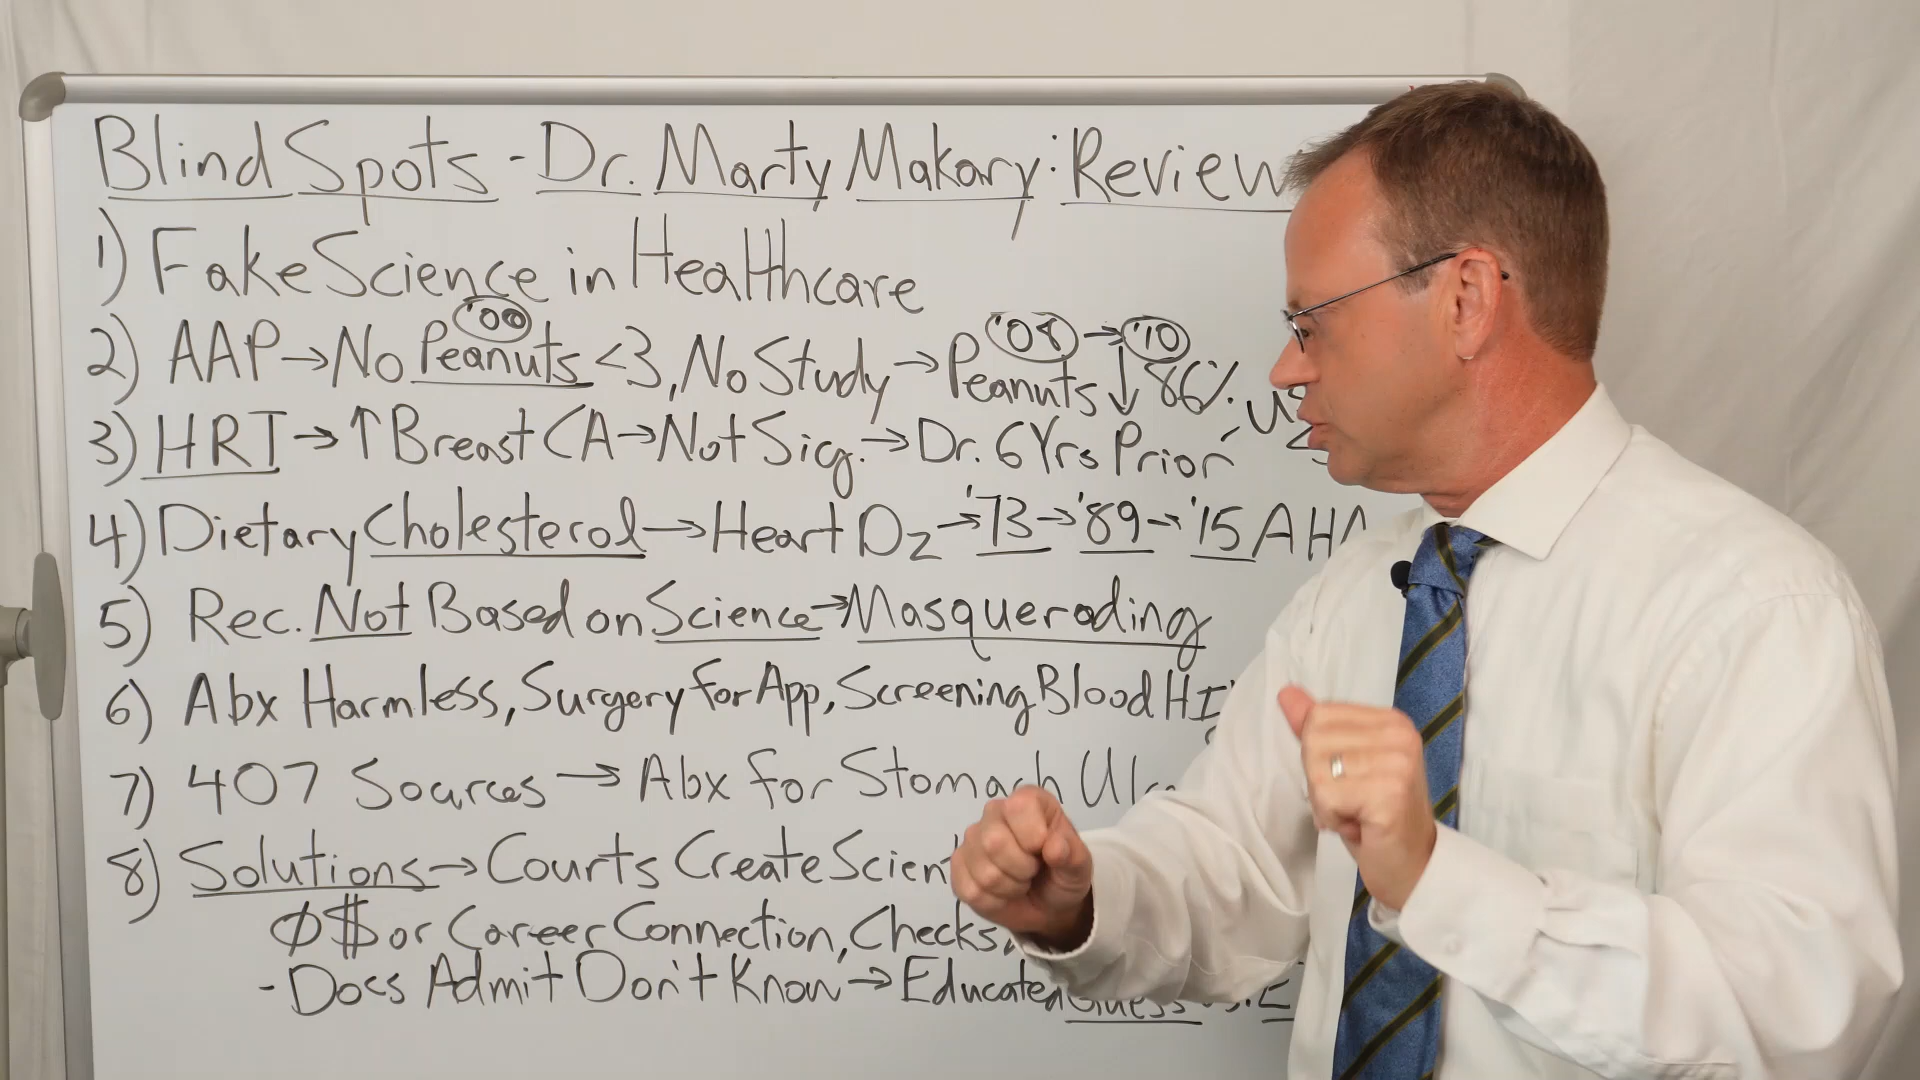 Blind Spots - Dr. Marty Makary: Review
1) Fake Science in Healthcare
2) AAP → No Peanuts '00 <3, No Study → Peanuts '08 → '10 ↓ 86%
3) HRT → ↑ Breast CA → Not Sig. → Dr. 6 Yrs Prior
4) Dietary Cholesterol → Heart Dz → '73 → '89 → '15 AHA
5) Rec. Not Based on Science → Masquerading
6) Abx Harmless, Surgery for App, Screening Blood HIV
7) 407 Sources → Abx for Stomach
8) Solutions → Courts Create
Ø $ or Career Connection, Checks,
- Docs Admit Don't Know → Educated Guess